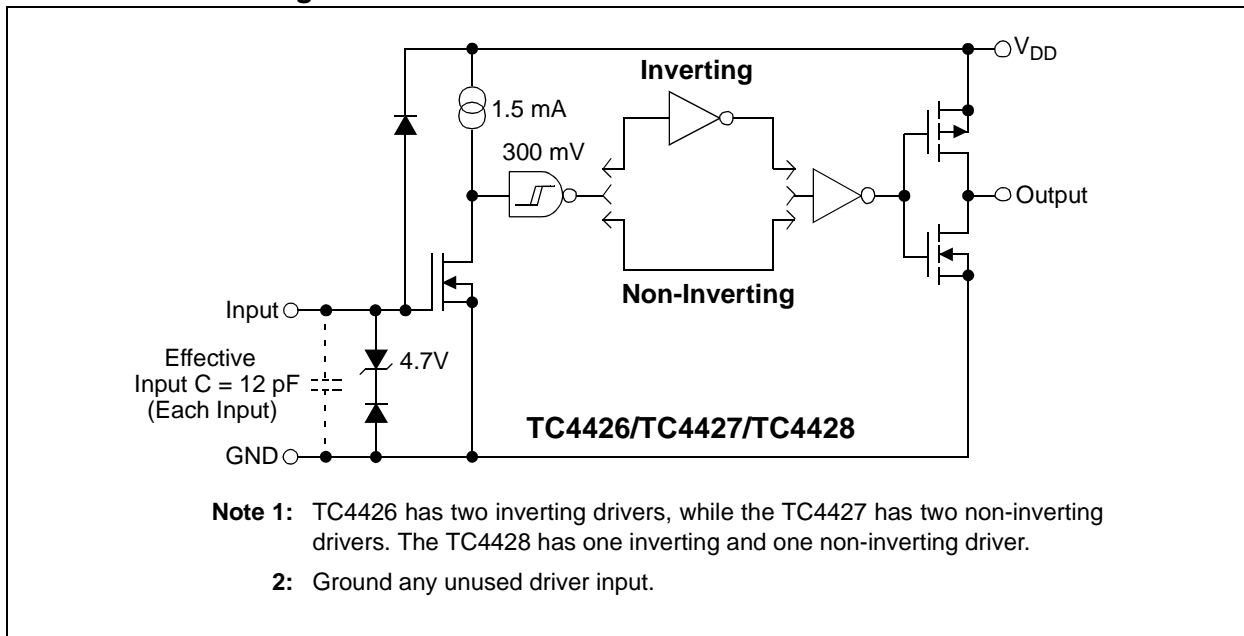 V_DD
Inverting
1.5 mA
300 mV
Output
Non-Inverting
Input
Effective
Input C = 12 pF
(Each Input)
4.7V
TC4426/TC4427/TC4428
GND
Note 1: TC4426 has two inverting drivers, while the TC4427 has two non-inverting
drivers. The TC4428 has one inverting and one non-inverting driver.
2: Ground any unused driver input.